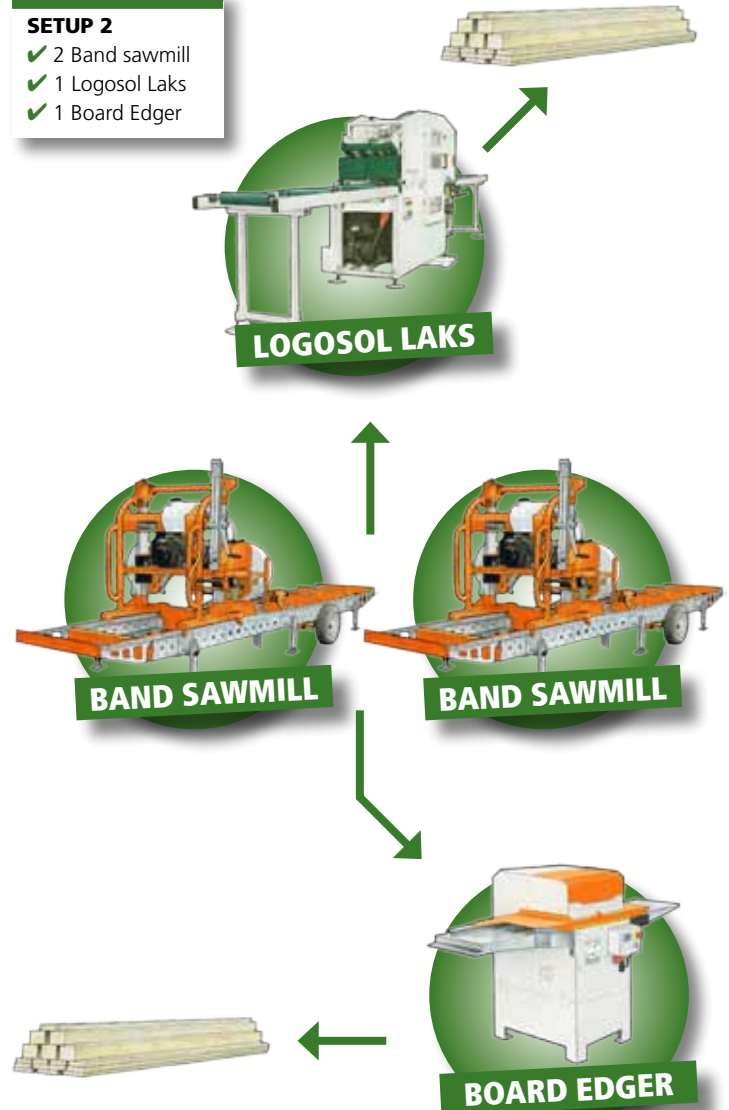 SETUP 2
✔ 2 Band sawmill
✔ 1 Logosol Laks
✔ 1 Board Edger
LOGOSOL LAKS
BAND SAWMILL
BAND SAWMILL
BOARD EDGER